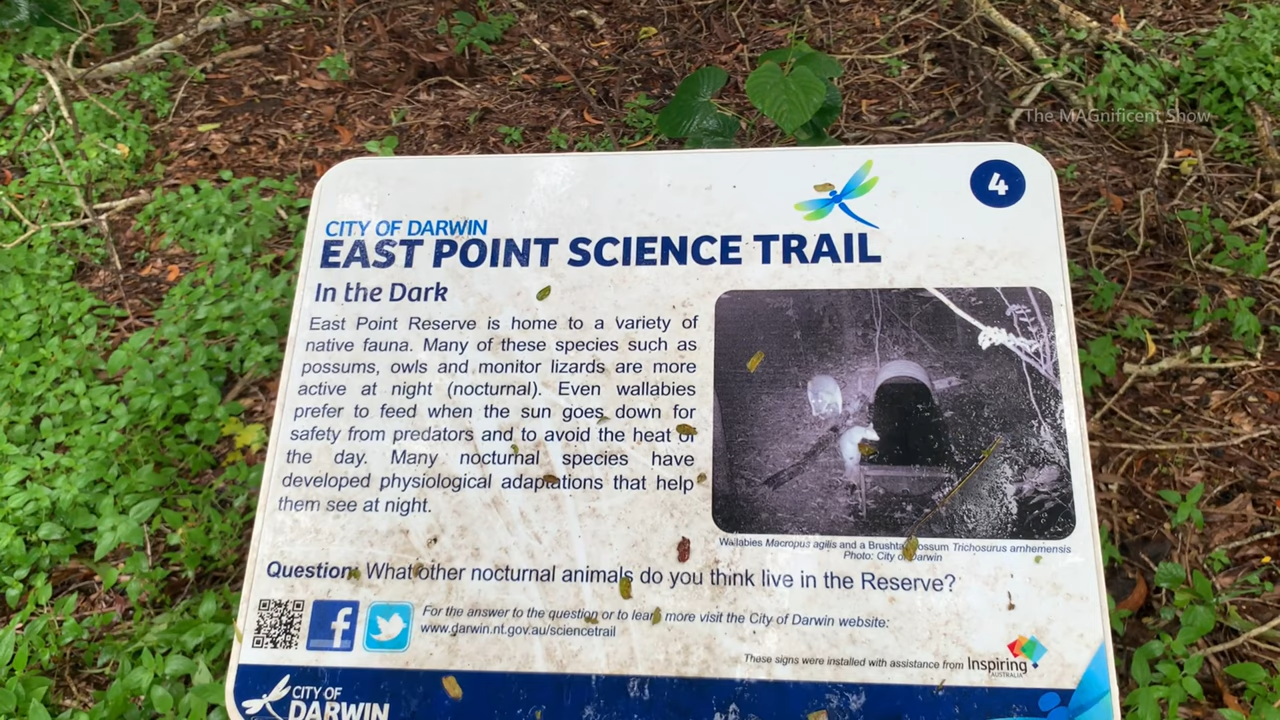 The MAGnificent Show
4
CITY OF DARWIN
EAST POINT SCIENCE TRAIL
In the Dark
East Point Reserve is home to a variety of
native fauna. Many of these species such as
possums, owls and monitor lizards are more
active at night (nocturnal). Even wallabies
prefer to feed when the sun goes down for
safety from predators and to avoid the heat of
the day. Many nocturnal species have
developed physiological adaptations that help
them see at night.
Wallabies Macropus agilis and a Brushtail Possum Trichosurus arnhemensis
Photo: City of Darwin
Question: What other nocturnal animals do you think live in the Reserve?
For the answer to the question or to learn more visit the City of Darwin website:
www.darwin.nt.gov.au/sciencetrail
These signs were installed with assistance from Inspiring
AUSTRALIA
CITY OF
DARWIN